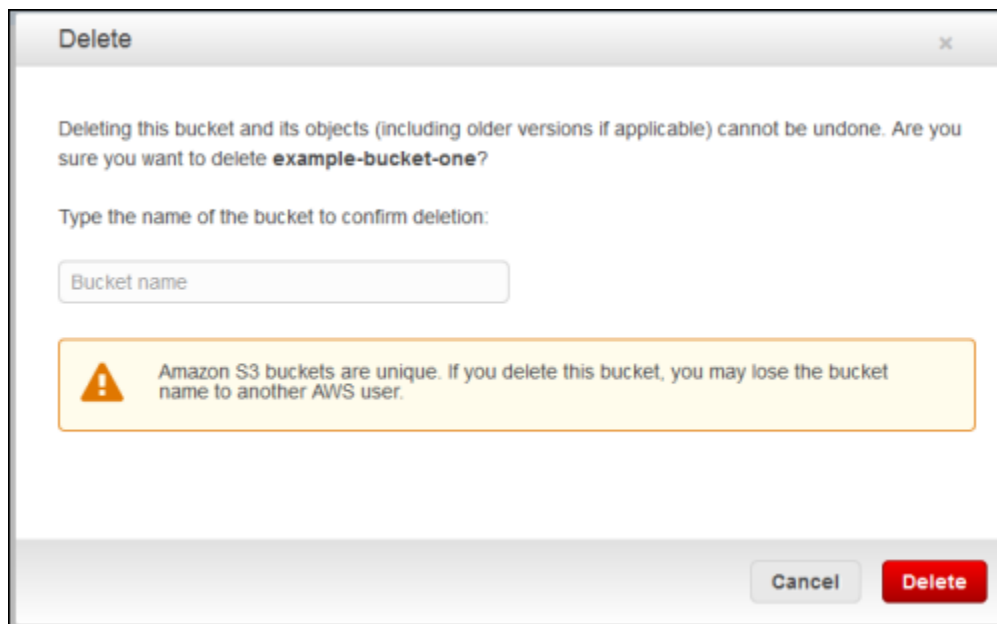 Delete
×
Deleting this bucket and its objects (including older versions if applicable) cannot be undone. Are you
sure you want to delete example-bucket-one?
Type the name of the bucket to confirm deletion:
Bucket name
Amazon S3 buckets are unique. If you delete this bucket, you may lose the bucket
name to another AWS user.
Cancel Delete